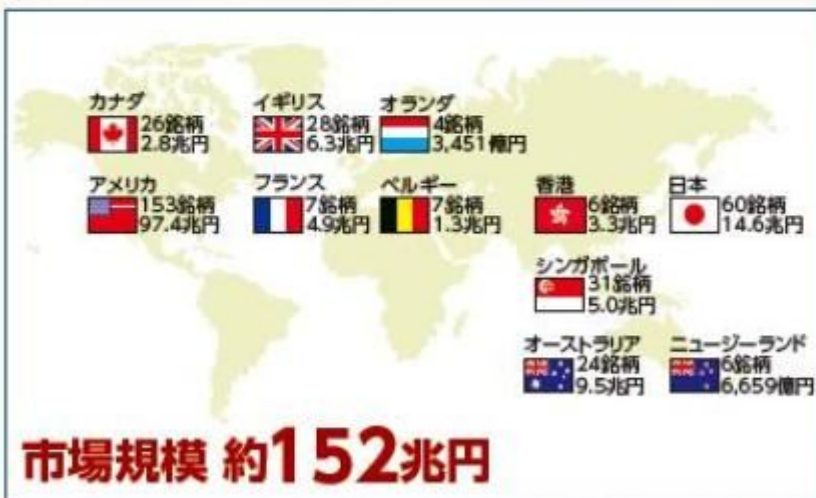 カナダ
26銘柄
2.8兆円
イギリス
28銘柄
6.3兆円
オランダ
4銘柄
3,451億円
アメリカ
153銘柄
97.4兆円
フランス
7銘柄
4.9兆円
ベルギー
7銘柄
1.3兆円
香港
6銘柄
3.3兆円
日本
60銘柄
14.6兆円
シンガポール
31銘柄
5.0兆円
オーストラリア
24銘柄
9.5兆円
ニュージーランド
6銘柄
6,659億円
市場規模 約152兆円